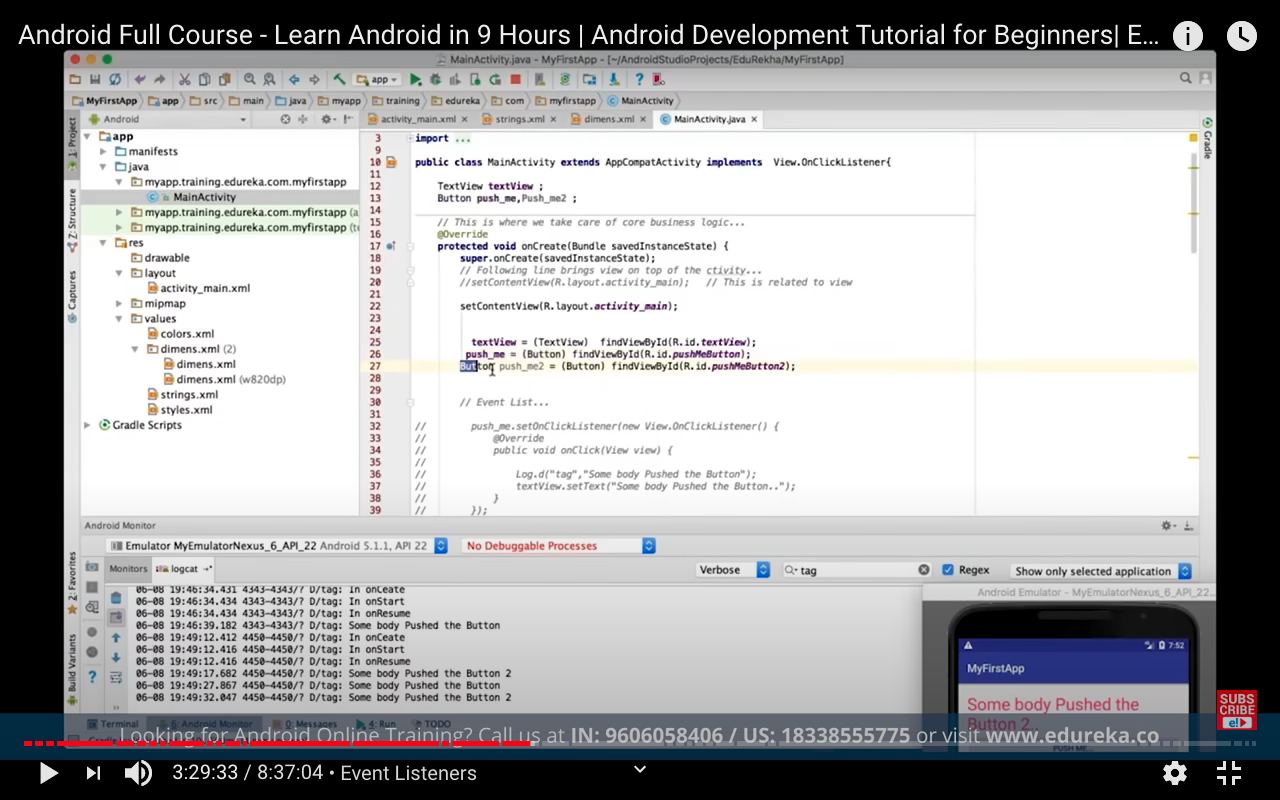 Android Full Course - Learn Android in 9 Hours | Android Development Tutorial for Beginners| E...
MainActivity.java - MyFirstApp - [~/AndroidStudioProjects/EduRekha/MyFirstApp]
app
MyFirstApp app src main java myapp training edureka com myfirstapp MainActivity
1: Project
Z: Structure
Captures
2: Favorites
Build Variants
Android
app
manifests
java
myapp.training.edureka.com.myfirstapp
MainActivity
myapp.training.edureka.com.myfirstapp (a
myapp.training.edureka.com.myfirstapp (t
res
drawable
layout
activity_main.xml
mipmap
values
colors.xml
dimens.xml (2)
dimens.xml
dimens.xml (w820dp)
strings.xml
styles.xml
Gradle Scripts
activity_main.xml strings.xml dimens.xml MainActivity.java
Gradle
3 import ...
9
10 public class MainActivity extends AppCompatActivity implements View.OnClickListener{
11
12 TextView textView ;
13 Button push_me,Push_me2 ;
14
15 // This is where we take care of core business logic...
16 @Override
17 protected void onCreate(Bundle savedInstanceState) {
18 super.onCreate(savedInstanceState);
19 // Following line brings view on top of the ctivity...
20 //setContentView(R.layout.activity_main); // This is related to view
21
22 setContentView(R.layout.activity_main);
23
24
25 textView = (TextView) findViewById(R.id.textView);
26 push_me = (Button) findViewById(R.id.pushMeButton);
27 Button push_me2 = (Button) findViewById(R.id.pushMeButton2);
28
29
30 // Event List...
31
32 // push_me.setOnClickListener(new View.OnClickListener() {
33 // @Override
34 // public void onClick(View view) {
35 //
36 // Log.d("tag","Some body Pushed the Button");
37 // textView.setText("Some body Pushed the Button..");
38 // }
39 // });
Android Monitor
Emulator MyEmulatorNexus_6_API_22 Android 5.1.1, API 22 No Debuggable Processes
Monitors logcat Verbose tag Regex Show only selected application
06-08 19:46:34.431 4343-4343/? D/tag: In onCeate
06-08 19:46:34.434 4343-4343/? D/tag: In onStart
06-08 19:46:34.434 4343-4343/? D/tag: In onResume
06-08 19:46:39.182 4343-4343/? D/tag: Some body Pushed the Button
06-08 19:49:12.412 4450-4450/? D/tag: In onCeate
06-08 19:49:12.416 4450-4450/? D/tag: In onStart
06-08 19:49:12.416 4450-4450/? D/tag: In onResume
06-08 19:49:17.682 4450-4450/? D/tag: Some body Pushed the Button 2
06-08 19:49:27.867 4450-4450/? D/tag: Some body Pushed the Button
06-08 19:49:32.047 4450-4450/? D/tag: Some body Pushed the Button 2
Android Emulator - MyEmulatorNexus_6_API_22...
7:52
MyFirstApp
Some body Pushed the
Button 2
PUSH ME
SUBS
CRIBE
e!
Terminal 6: Android Monitor 0: Messages 4: Run TODO
ooking for Android Online Training? Call us at IN: 9606058406 / US: 18338555775 or visit www.edureka.co
3:29:33 / 8:37:04 • Event Listeners